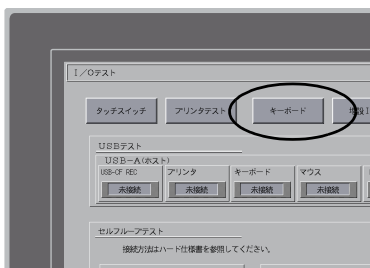 I/Oテスト
タッチスイッチ プリンタテスト キーボード 増設I
USBテスト
USB-A(ホスト)
USB-CF REC プリンタ キーボード マウス
未接続 未接続 未接続 未接続
セルフループテスト
接続方法はハード仕様書を参照してください。